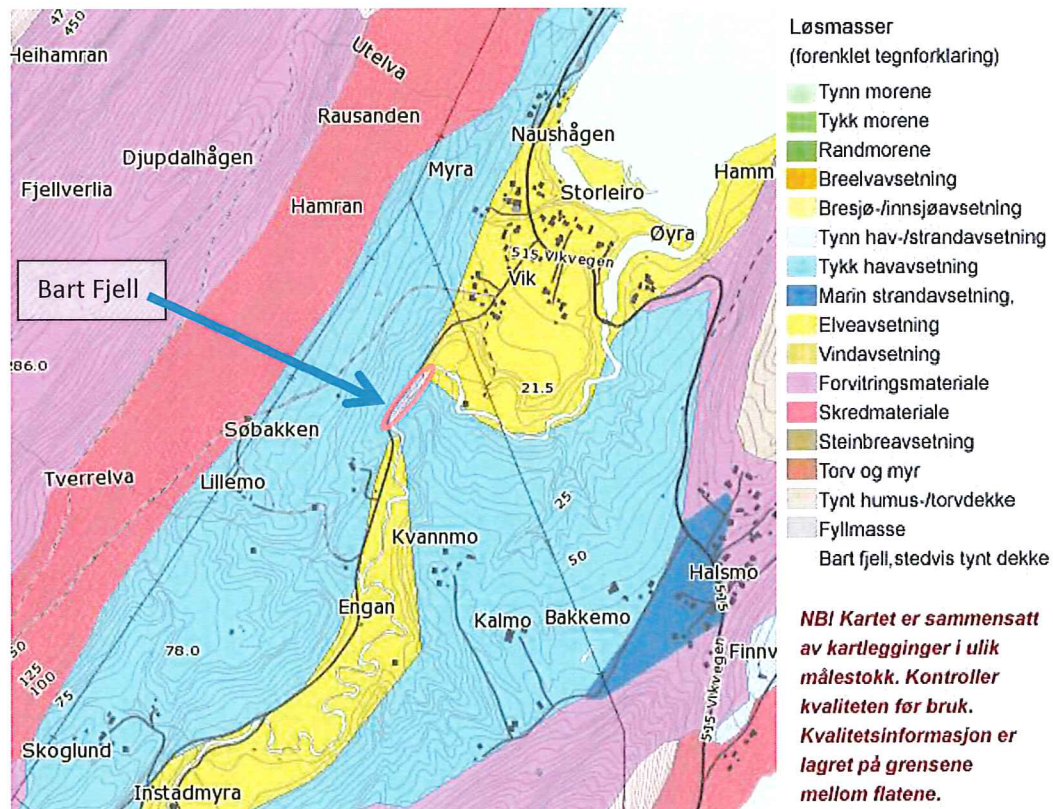 450
Heihamran
Utelva
Rausanden
Djupdalhågen
Fjellverlia
Hamran
Myra
Naushågen
Storleiro
Hamm
Øyra
515 Vikvegen
Vik
Bart Fjell
286.0
21.5
Søbakken
Tverrelva
Lillemo
25
Kvannmo
50
Halsmo
Engan
Kalmo
Bakkemo
515
Finnv
78.0
125
100
75
515 Vikvegen
Skoglund
Instadmyra
Løsmasser
(forenklet tegnforklaring)
Tynn morene
Tykk morene
Randmorene
Breelvavsetning
Bresjø-/innsjøavsetning
Tynn hav-/strandavsetning
Tykk havavsetning
Marin strandavsetning,
Elveavsetning
Vindavsetning
Forvitringsmateriale
Skredmateriale
Steinbreavsetning
Torv og myr
Tynt humus-/torvdekke
Fyllmasse
Bart fjell,stedvis tynt dekke
NB! Kartet er sammensatt
av kartlegginger i ulik
målestokk. Kontroller
kvaliteten før bruk.
Kvalitetsinformasjon er
lagret på grensene
mellom flatene.